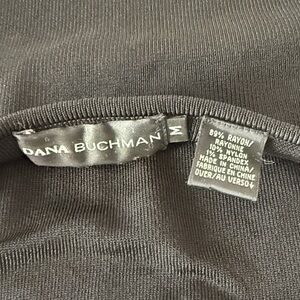 DANA BUCHMAN
M
89% RAYON/
RAYONNE
10% NYLON
1% SPANDEX
MADE IN CHINA/
FABRIQUE EN CHINE
OVER/AU VERSO